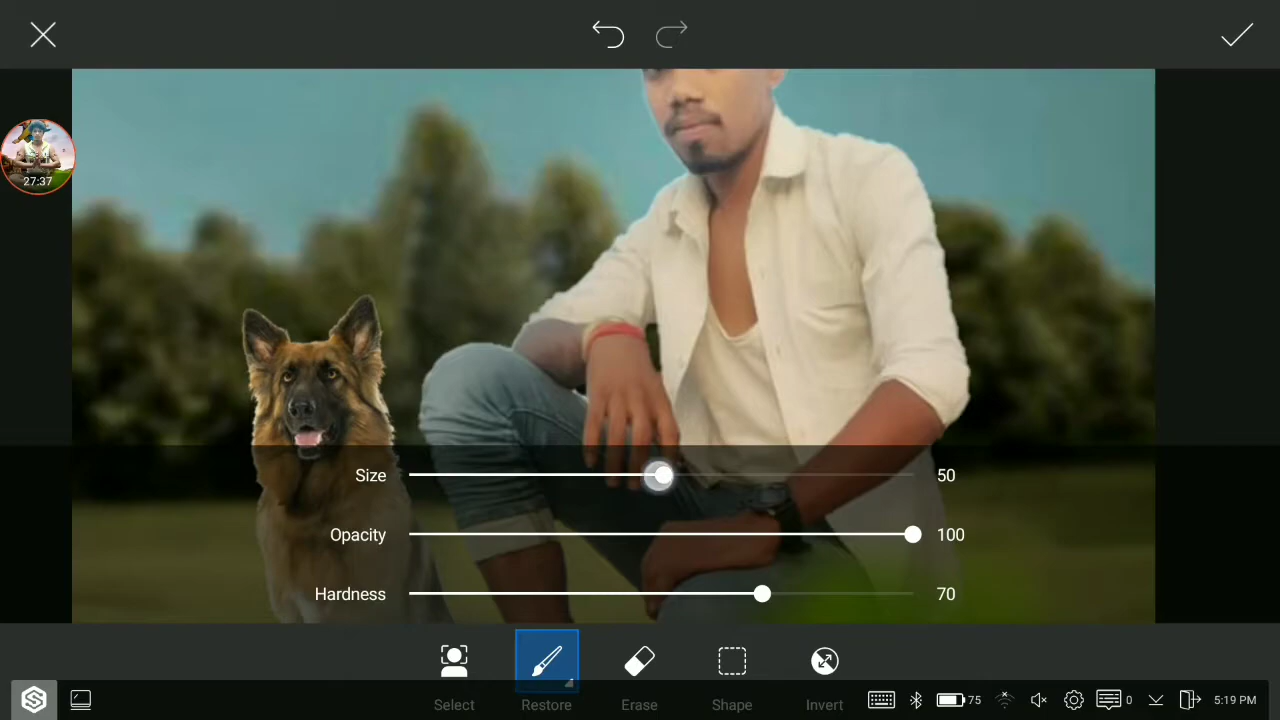 27:37
Size 50
Opacity 100
Hardness 70
Select Restore Erase Shape Invert
75 0 5:19 PM